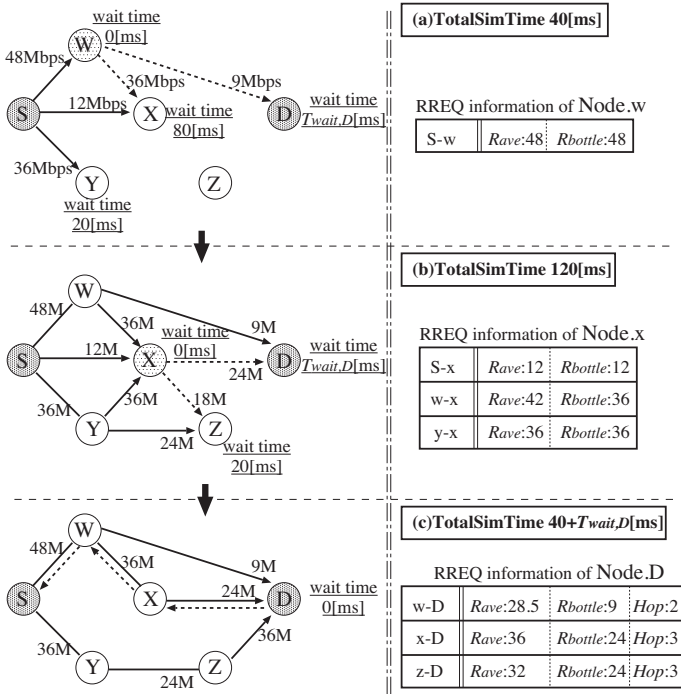 wait time
0[ms]
W
48Mbps
36Mbps
9Mbps
12Mbps
S
X
D
wait time
80[ms]
wait time
Twait,D[ms]
36Mbps
Y
Z
wait time
20[ms]
(a)TotalSimTime 40[ms]
RREQ information of Node.w
S-w Rave:48 Rbottle:48
W
48M
36M
9M
wait time
0[ms]
12M
S
X
D
24M
wait time
Twait,D[ms]
36M
36M
18M
Y
Z
24M
wait time
20[ms]
(b)TotalSimTime 120[ms]
RREQ information of Node.x
S-x Rave:12 Rbottle:12
w-x Rave:42 Rbottle:36
y-x Rave:36 Rbottle:36
W
48M
36M
9M
S
X
24M
D
wait time
0[ms]
36M
36M
Y
Z
24M
(c)TotalSimTime 40+Twait,D[ms]
RREQ information of Node.D
w-D Rave:28.5 Rbottle:9 Hop:2
x-D Rave:36 Rbottle:24 Hop:3
z-D Rave:32 Rbottle:24 Hop:3